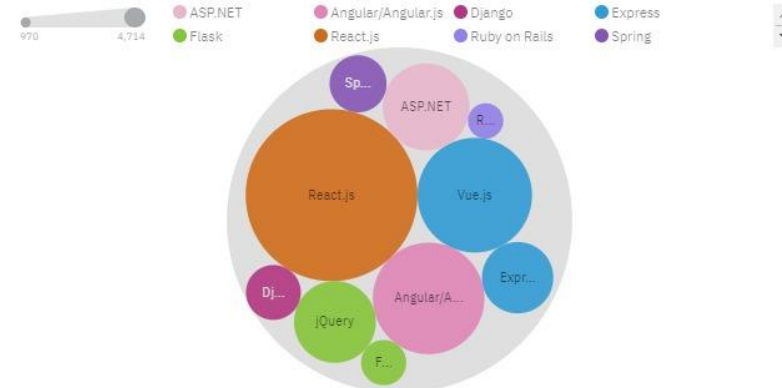 970 4,714
ASP.NET Angular/Angular.js Django Express
Flask React.js Ruby on Rails Spring
Sp...
ASP.NET
R...
React.js
Vue.js
Expr...
Dj...
Angular/A...
jQuery
F...